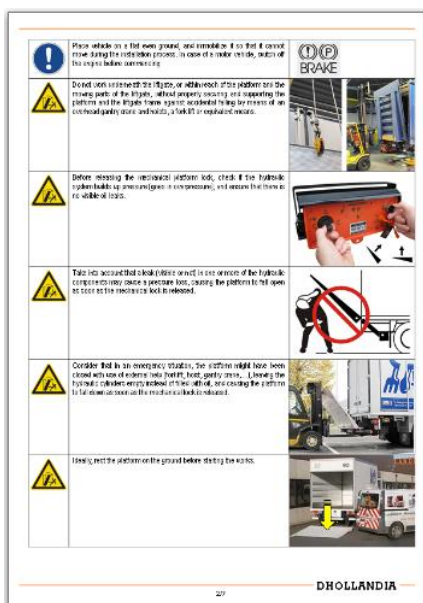 Place vehicle on a flat even ground, and immobilize it so that it cannot
move during the installation process. In case of a motor vehicle, switch off
the engine before commencing.
BRAKE
Do not work underneath the liftgate, or within reach of the platform and the
moving parts of the liftgate, without properly securing and supporting the
platform and the liftgate frame against accidental falling by means of an
overhead gantry crane and hoists, a forklift or equivalent means.
Before releasing the mechanical platform lock, check if the hydraulic
system builds up pressure (goes in overpressure), and ensure that there is
no visible oil leaks.
Take into account that a leak (visible or not) in one or more of the hydraulic
components may cause a pressure loss, causing the platform to fall open
as soon as the mechanical lock is released.
Consider that in an emergency situation, the platform might have been
closed with use of external help (forklift, hoist, gantry crane, ...), leaving the
hydraulic cylinders empty instead of filled with oil, and causing the platform
to fall down as soon as the mechanical lock is released.
Ideally, rest the platform on the ground before starting the works.
DHOLLANDIA